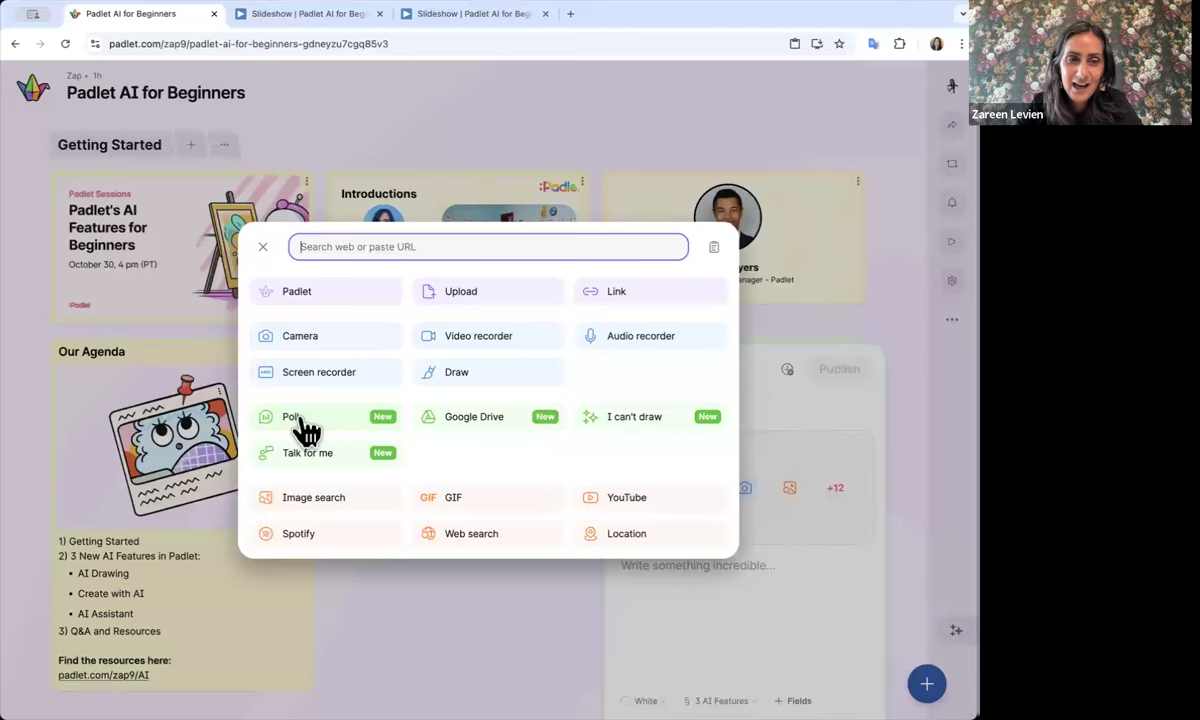 Padlet AI for Beginners
Slideshow | Padlet AI for Beg
Slideshow | Padlet AI for Beg
padlet.com/zap9/padlet-ai-for-beginners-gdneyzu7cgq85v3
Zap • 1h
Padlet AI for Beginners
Zareen Levien
Getting Started
Padlet Sessions
Padlet's AI
Features for
Beginners
October 30, 4 pm (PT)
:Padlet
Introductions
:Padle.
yers
anager - Padlet
Search web or paste URL
Padlet
Upload
Link
Camera
Video recorder
Audio recorder
Screen recorder
Draw
Poll
New
Google Drive
New
I can't draw
New
Talk for me
New
Image search
GIF
GIF
YouTube
Spotify
Web search
Location
Our Agenda
1) Getting Started
2) 3 New AI Features in Padlet:
• AI Drawing
• Create with AI
• AI Assistant
3) Q&A and Resources
Find the resources here:
padlet.com/zap9/AI
Publish
+12
Write something incredible...
White
§ 3 AI Features
+ Fields